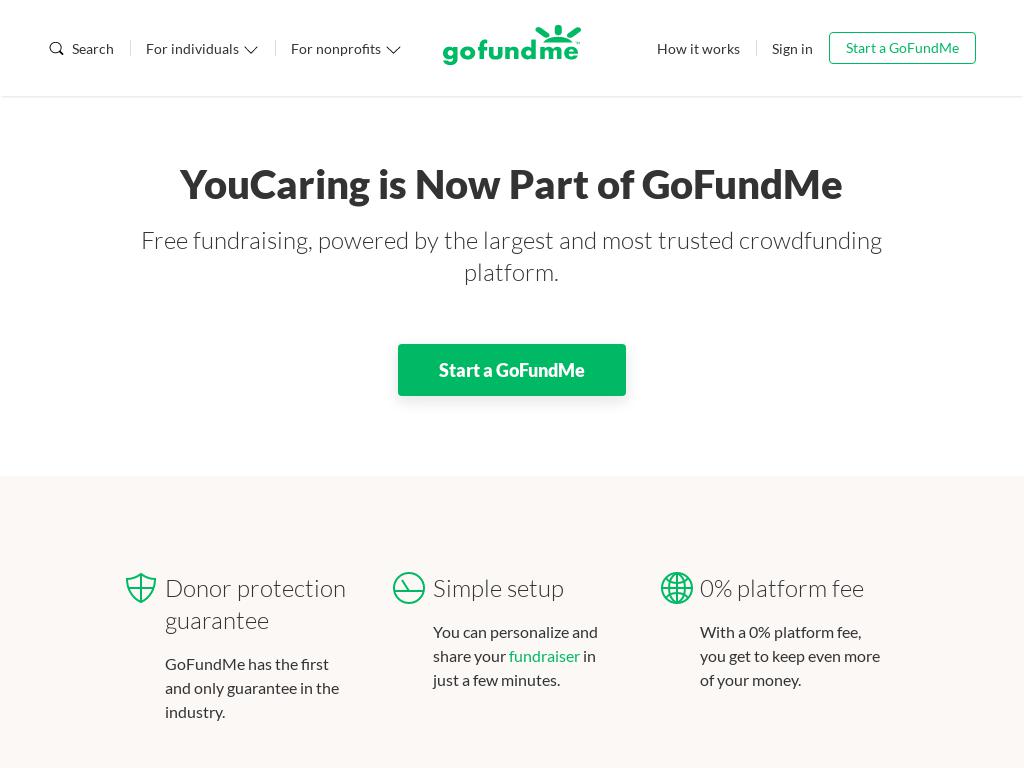 Search
For individuals
For nonprofits
gofundme™
How it works
Sign in
Start a GoFundMe
YouCaring is Now Part of GoFundMe
Free fundraising, powered by the largest and most trusted crowdfunding
platform.
Start a GoFundMe
Donor protection
guarantee
GoFundMe has the first
and only guarantee in the
industry.
Simple setup
You can personalize and
share your fundraiser in
just a few minutes.
0% platform fee
With a 0% platform fee,
you get to keep even more
of your money.